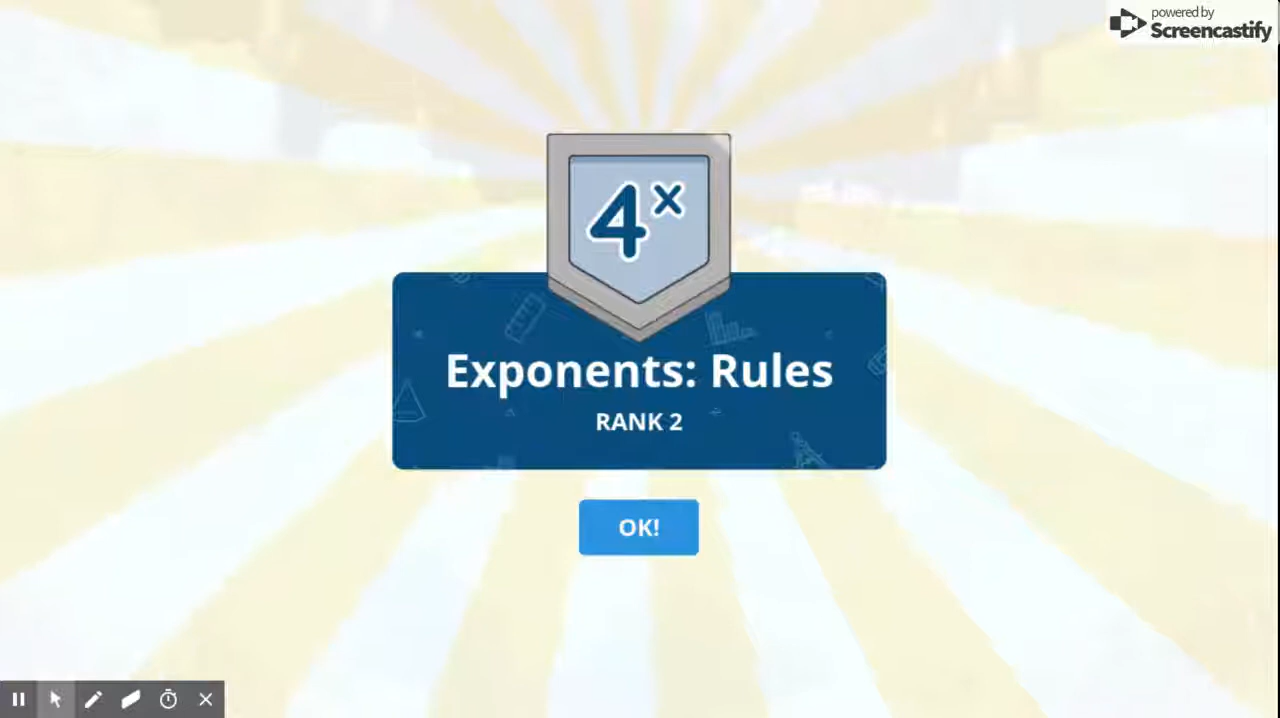 powered by
Screencastify
4ˣ
Exponents: Rules
RANK 2
OK!